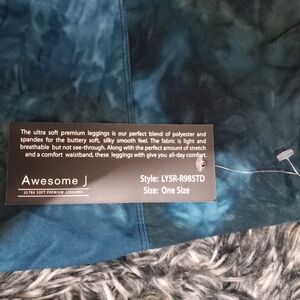 The ultra soft premium leggings is our perfect blend of polyester and
spandex for the buttery soft, silky smooth feel. The fabric is light and
breathable but not see-through. Along with the perfect amount of stretch
and a comfort waistband, these leggings with give you all-day comfort.
Awesome J
ULTRA SOFT PREMIUM LEGGINGS
Style: LY5R-R985TD
Size: One Size